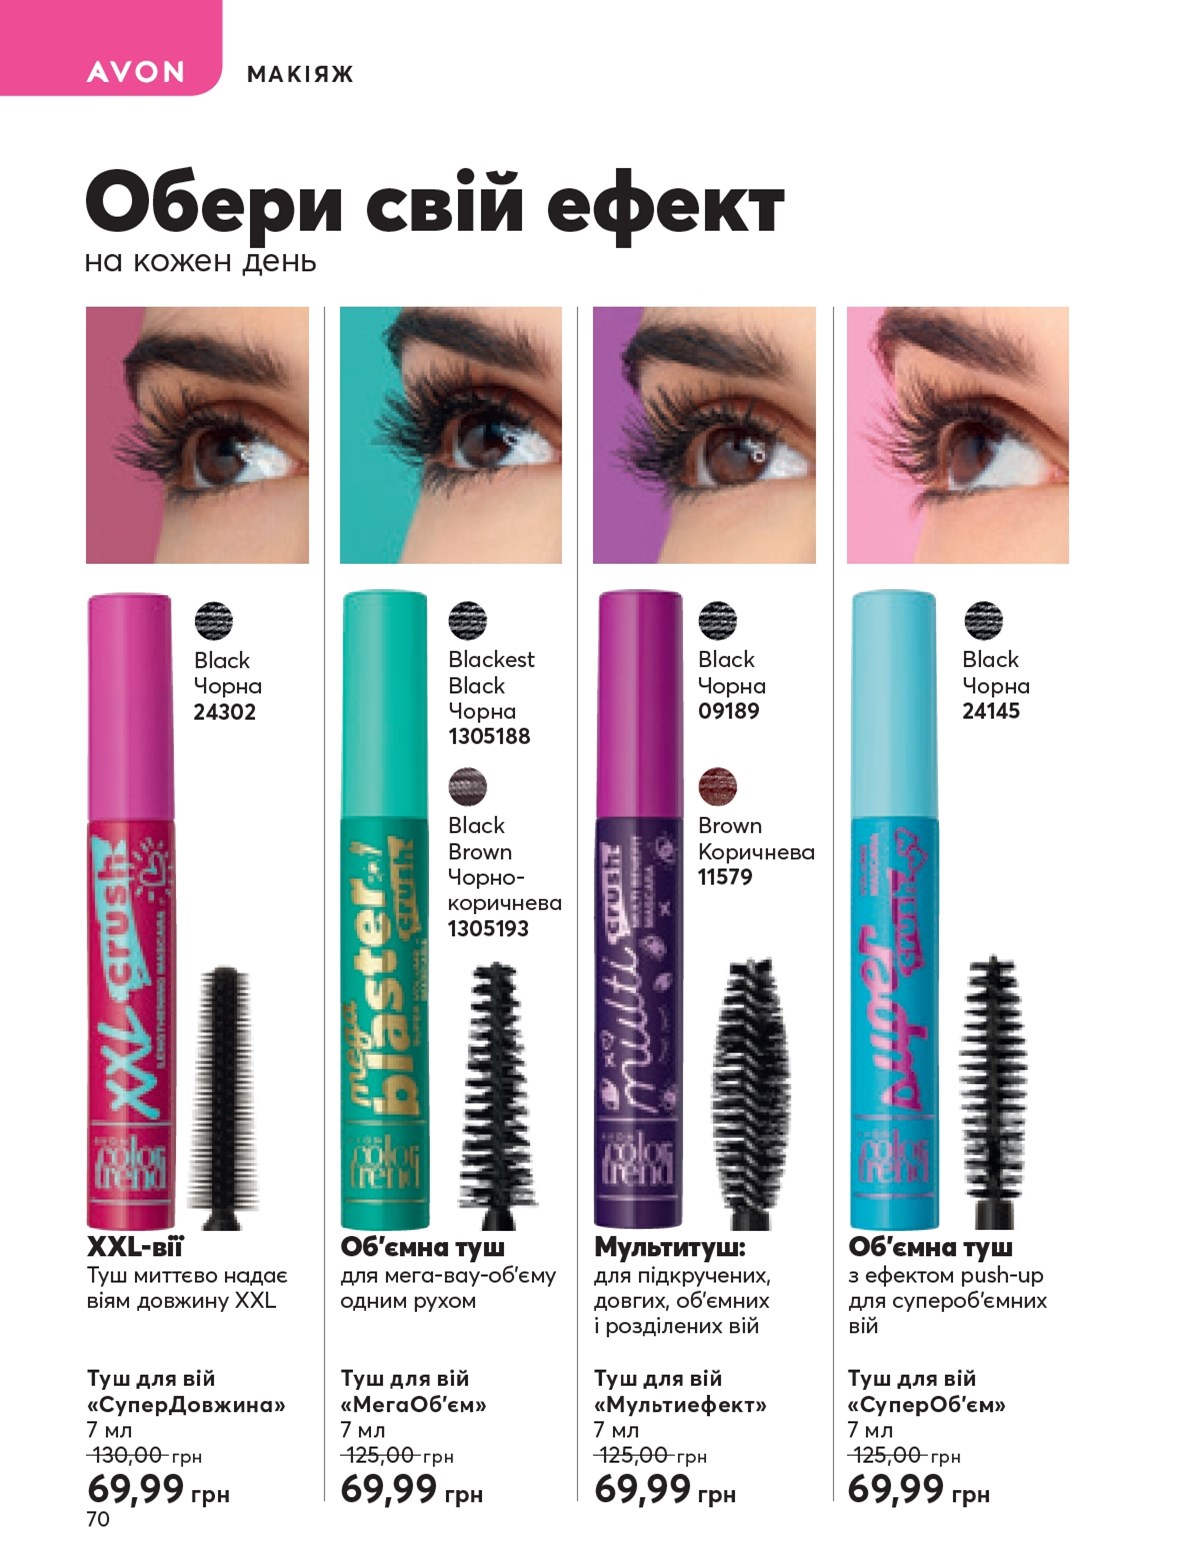 AVON
МАКІЯЖ
Обери свій ефект
на кожен день
Black
Чорна
24302
XXL crush
LENGTHENING MASCARA
AVON
color trend
XXL-вії
Туш миттєво надає
віям довжину XXL
Туш для вій
«СуперДовжина»
7 мл
130,00 грн
69,99 грн
Blackest
Black
Чорна
1305188
Black
Brown
Чорно-
коричнева
1305193
mega
blaster
crush
SUPER VOLUME
MASCARA
color trend
Об’ємна туш
для мега-вау-об’єму
одним рухом
Туш для вій
«МегаОб’єм»
7 мл
125,00 грн
69,99 грн
Black
Чорна
09189
Brown
Коричнева
11579
multi
crush
MASCARA
color trend
Мультитуш:
для підкручених,
довгих, об’ємних
і розділених вій
Туш для вій
«Мультиефект»
7 мл
125,00 грн
69,99 грн
Black
Чорна
24145
crush
color trend
Об’ємна туш
з ефектом push-up
для супероб’ємних
вій
Туш для вій
«СуперОб’єм»
7 мл
125,00 грн
69,99 грн
70